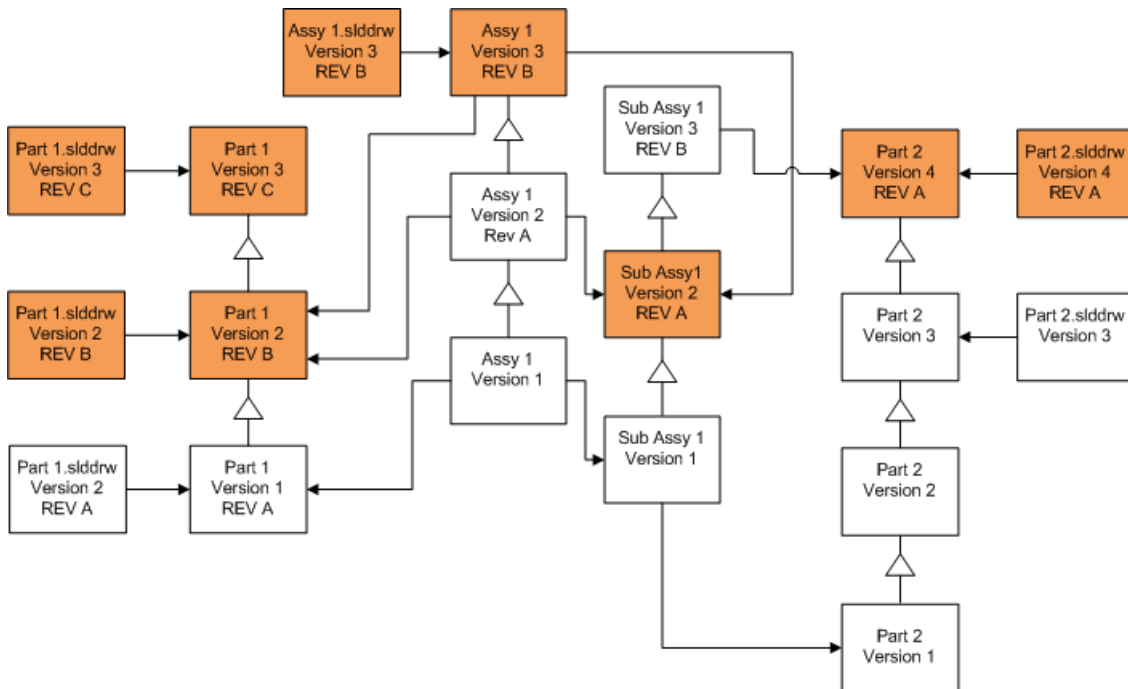 Assy 1.slddrw
Version 3
REV B
Assy 1
Version 3
REV B
Sub Assy 1
Version 3
REV B
Part 1.slddrw
Version 3
REV C
Part 1
Version 3
REV C
Part 2
Version 4
REV A
Part 2.slddrw
Version 4
REV A
Assy 1
Version 2
Rev A
Sub Assy1
Version 2
REV A
Part 1.slddrw
Version 2
REV B
Part 1
Version 2
REV B
Part 2
Version 3
Part 2.slddrw
Version 3
Assy 1
Version 1
Sub Assy 1
Version 1
Part 1.slddrw
Version 2
REV A
Part 1
Version 1
REV A
Part 2
Version 2
Part 2
Version 1